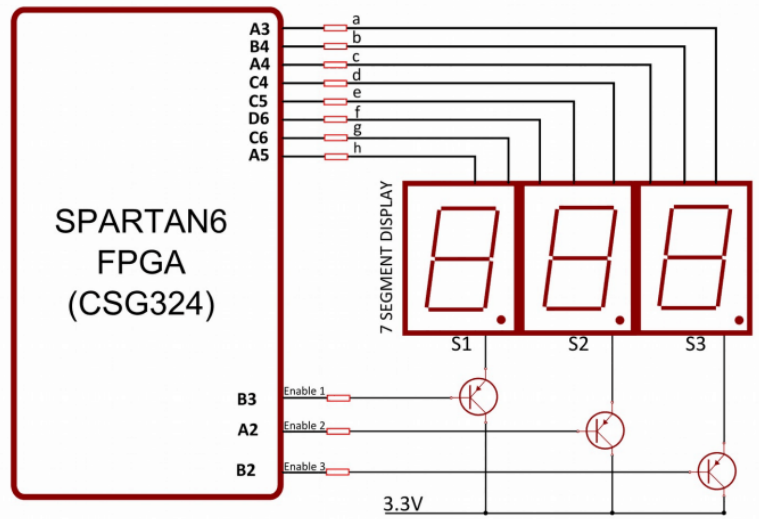 A3 a
B4 b
A4 c
C4 d
C5 e
D6 f
C6 g
A5 h
SPARTAN6
FPGA
(CSG324)
7 SEGMENT DISPLAY
S1 S2 S3
B3 Enable 1
A2 Enable 2
B2 Enable 3
3.3V